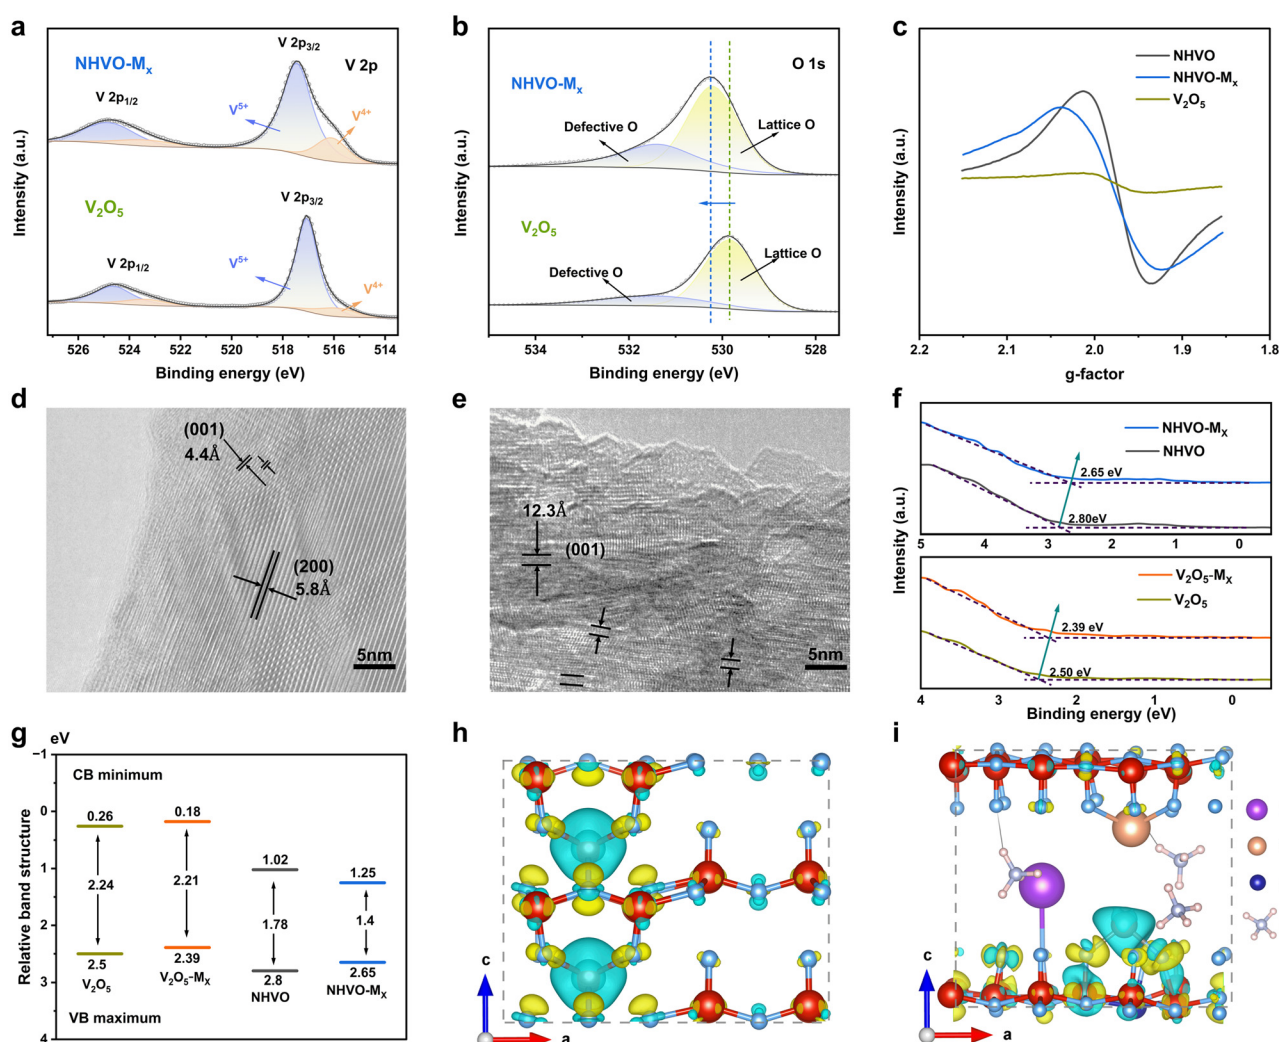 a
NHVO-Mx
V 2p3/2
V 2p
V 2p1/2
V5+
V4+
V2O5
V 2p3/2
V 2p1/2
V5+
V4+
Intensity (a.u.)
526 524 522 520 518 516 514
Binding energy (eV)
b
O 1s
NHVO-Mx
Defective O
Lattice O
V2O5
Defective O
Lattice O
Intensity (a.u.)
534 532 530 528
Binding energy (eV)
c
NHVO
NHVO-Mx
V2O5
Intensity (a.u.)
2.2 2.1 2.0 1.9 1.8
g-factor
d
(001)
4.4Å
(200)
5.8Å
5nm
e
12.3Å
(001)
5nm
f
NHVO-MX
NHVO
2.65 eV
2.80eV
5 4 3 2 1 0
V2O5-MX
V2O5
2.39 eV
2.50 eV
4 3 2 1 0
Intensity (a.u.)
Binding energy (eV)
g
eV
−1
0
1
2
3
4
Relative band structure
CB minimum
0.26
0.18
1.02
1.25
2.24
2.21
1.78
1.4
2.5
2.39
2.8
2.65
V2O5
V2O5-MX
NHVO
NHVO-MX
VB maximum
h
c
a
i
c
a